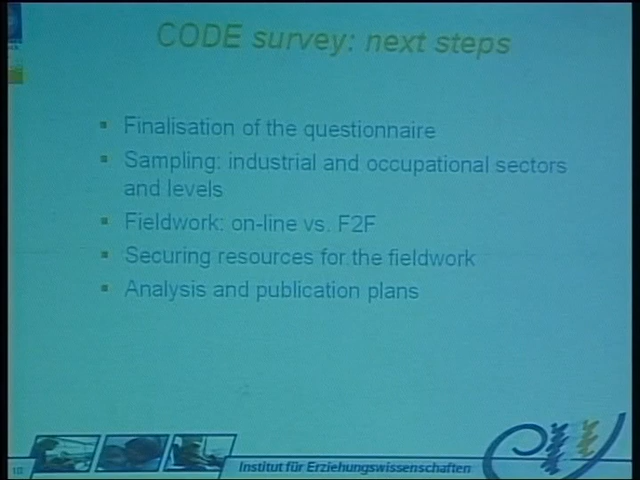 CODE survey: next steps
Finalisation of the questionnaire
Sampling: industrial and occupational sectors
and levels
Fieldwork: on-line vs. F2F
Securing resources for the fieldwork
Analysis and publication plans
10
Institut für Erziehungswissenschaften